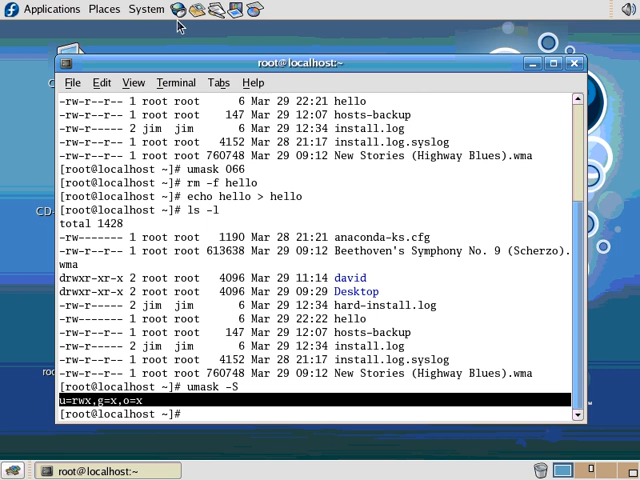 Applications Places System
root@localhost:~
File Edit View Terminal Tabs Help
-rw-r--r-- 1 root root 6 Mar 29 22:21 hello
-rw-r--r-- 1 root root 147 Mar 29 12:07 hosts-backup
-rw-r----- 2 jim jim 6 Mar 29 12:34 install.log
-rw-r--r-- 1 root root 4152 Mar 28 21:17 install.log.syslog
-rw-r--r-- 1 root root 760748 Mar 29 09:12 New Stories (Highway Blues).wma
[root@localhost ~]# umask 066
[root@localhost ~]# rm -f hello
[root@localhost ~]# echo hello > hello
[root@localhost ~]# ls -l
total 1428
-rw------- 1 root root 1190 Mar 28 21:21 anaconda-ks.cfg
-rw-r--r-- 1 root root 613638 Mar 29 09:12 Beethoven's Symphony No. 9 (Scherzo).
wma
drwxr-xr-x 2 root root 4096 Mar 29 11:14 david
drwxr-xr-x 2 root root 4096 Mar 29 09:29 Desktop
-rw-r----- 2 jim jim 6 Mar 29 12:34 hard-install.log
-rw------- 1 root root 6 Mar 29 22:22 hello
-rw-r--r-- 1 root root 147 Mar 29 12:07 hosts-backup
-rw-r----- 2 jim jim 6 Mar 29 12:34 install.log
-rw-r--r-- 1 root root 4152 Mar 28 21:17 install.log.syslog
-rw-r--r-- 1 root root 760748 Mar 29 09:12 New Stories (Highway Blues).wma
[root@localhost ~]# umask -S
u=rwx,g=x,o=x
[root@localhost ~]#
root@localhost:~